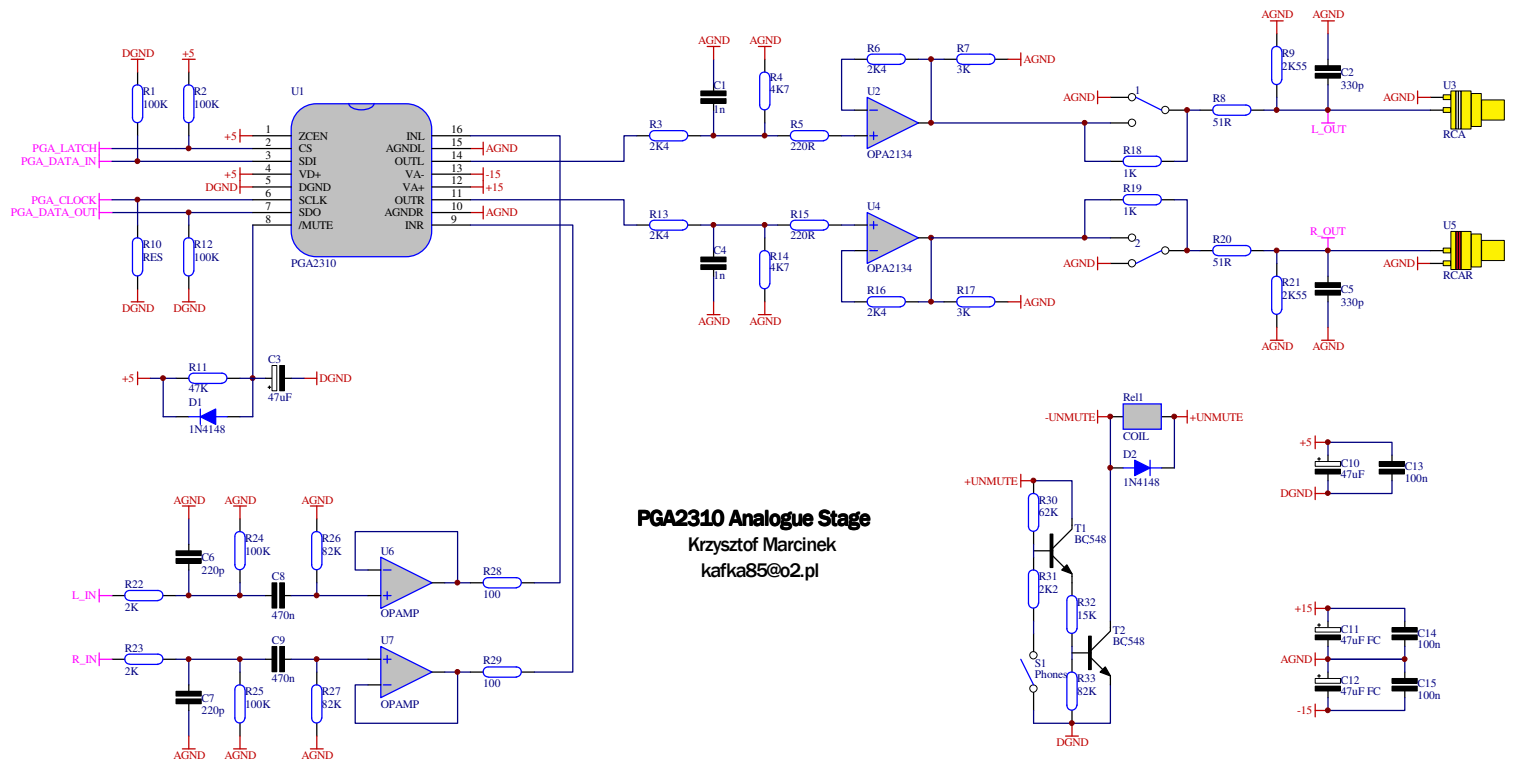 AGND AGND
DGND +5 AGND AGND
R6 R7 R9
2K4 3K AGND 2K55 C2
330p
R1 R2 U1 C1 R4 U2 U3
100K 100K 1n 4K7 1
AGND R8 AGND
+5 1 ZCEN INL 16 R3 R5 51R L_OUT RCA
PGA_LATCH 2 CS AGNDL 15 AGND 2K4 220R OPA2134
PGA_DATA_IN 3 SDI OUTL 14 R18
+5 4 VD+ VA- 13 -15 1K
DGND 5 DGND VA+ 12 +15 R19
PGA_CLOCK 6 SCLK OUTR 11 1K
PGA_DATA_OUT 7 SDO AGNDR 10 AGND U4
8 /MUTE INR 9 R13 R15 R_OUT U5
2K4 220R 2 R20
R10 R12 C4 R14 AGND 51R AGND
RES 100K PGA2310 1n 4K7 OPA2134 RCAR
R21 C5
2K55 330p
DGND DGND R16 R17 AGND
2K4 3K
AGND AGND
AGND AGND
R11 C3
+5 47K DGND
D1 47uF
1N4148
Rel1
-UNMUTE +UNMUTE
COIL
D2
1N4148
+5
C10 C13
47uF 100n
DGND
+UNMUTE
R30
62K
T1
BC548
R31
2K2
R32
15K
T2
BC548
S1
Phones
R33
82K
DGND
AGND AGND AGND
R24 R26
100K 82K
C6 U6
220p
R22 C8 R28
L_IN 2K 470n OPAMP 100
R23 C9 U7
R_IN 2K 470n R29
100
C7 R25 R27
220p 100K 82K OPAMP
AGND AGND AGND
PGA2310 Analogue Stage
Krzysztof Marcinek
kafka85@o2.pl
+15
C11 C14
47uF FC 100n
AGND
C12 C15
47uF FC 100n
-15